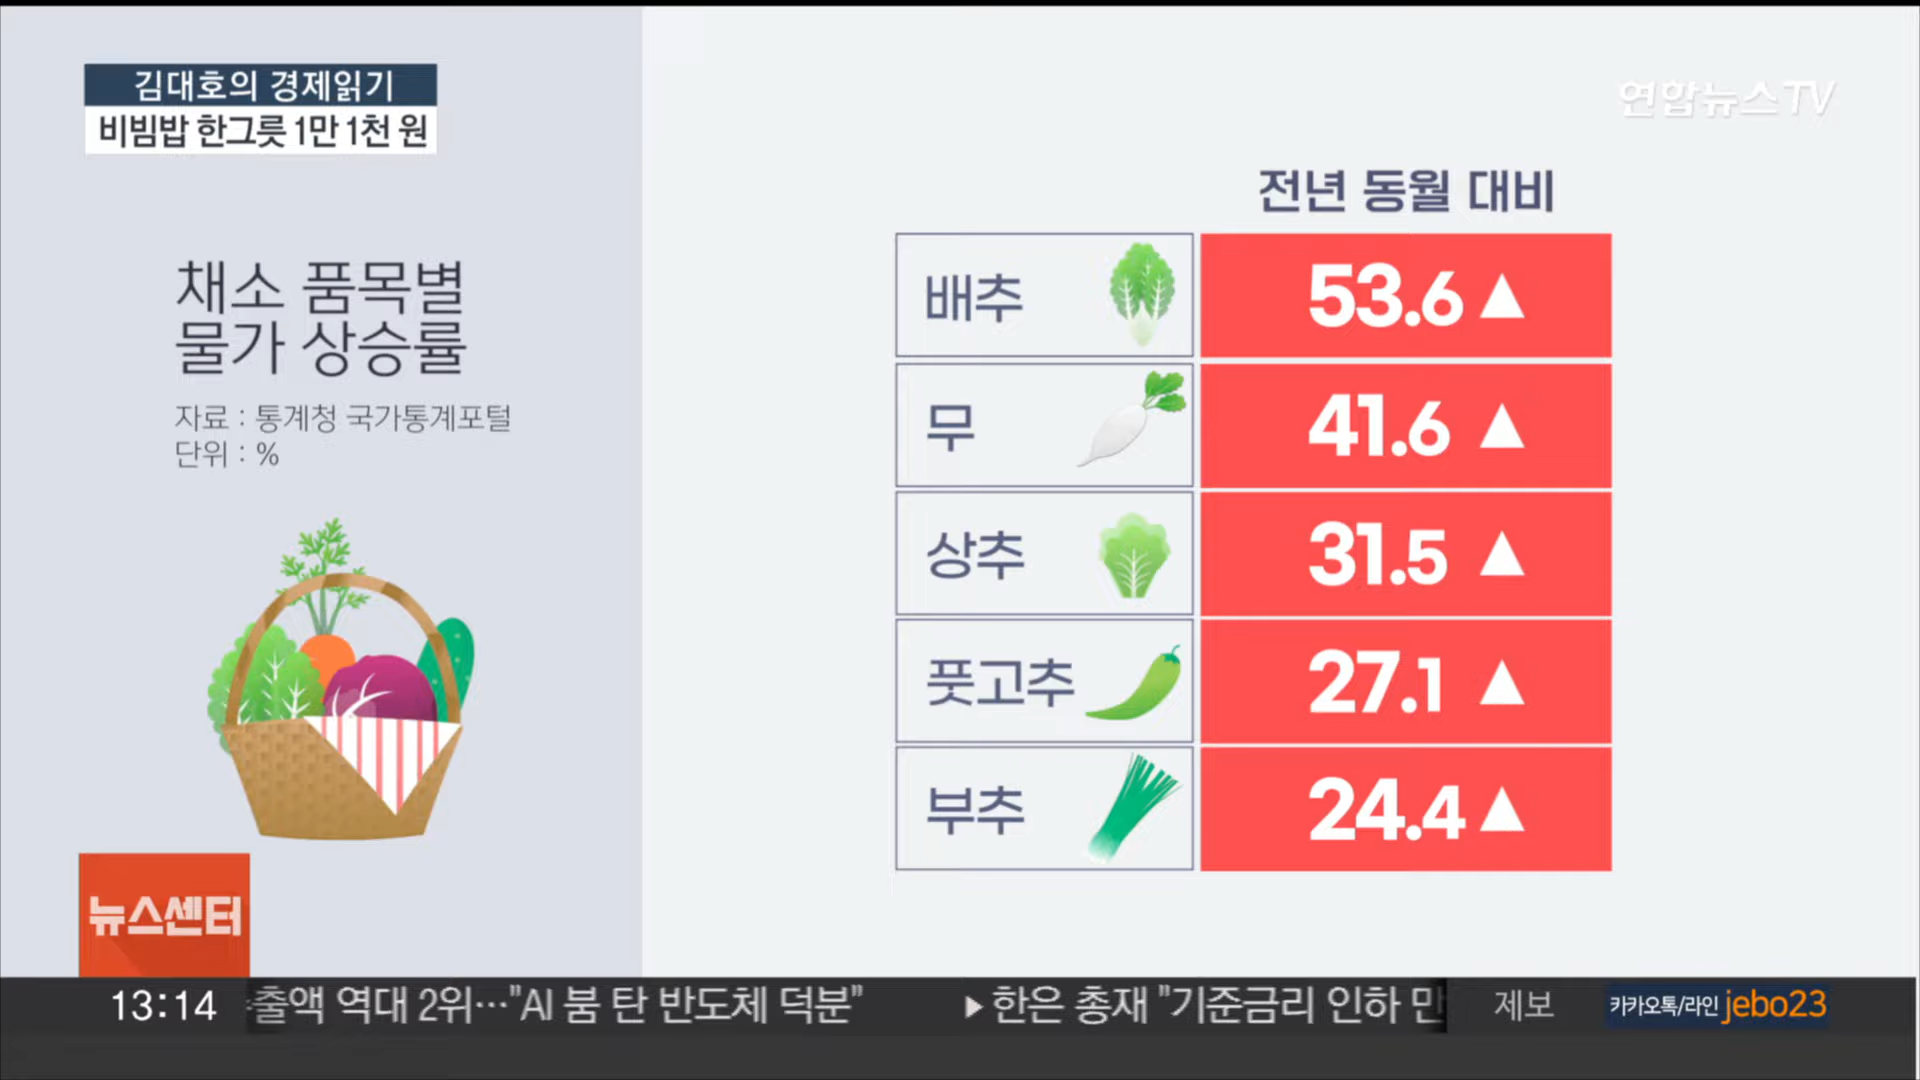 김대호의 경제읽기
비빔밥 한그릇 1만 1천 원
연합뉴스TV
채소 품목별
물가 상승률
자료 : 통계청 국가통계포털
단위 : %
전년 동월 대비
배추 53.6 ▲
무 41.6 ▲
상추 31.5 ▲
풋고추 27.1 ▲
부추 24.4 ▲
뉴스센터
13:14 출액 역대 2위…"AI 붐 탄 반도체 덕분" ▶한은 총재 "기준금리 인하 제보 카카오톡/라인 jebo23